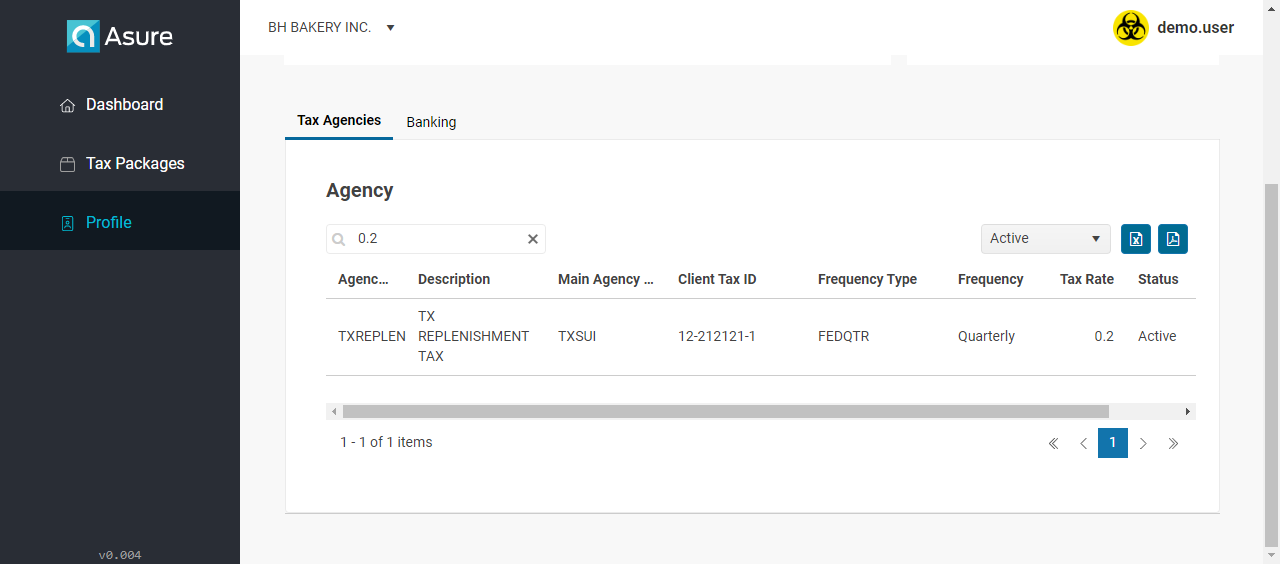 Asure
BH BAKERY INC.
demo.user
Dashboard
Tax Packages
Profile
v0.004
Tax Agencies
Banking
Agency
0.2
Active
Agenc... Description Main Agency ... Client Tax ID Frequency Type Frequency Tax Rate Status
TXREPLEN TX REPLENISHMENT TAX TXSUI 12-212121-1 FEDQTR Quarterly 0.2 Active
1 - 1 of 1 items
1